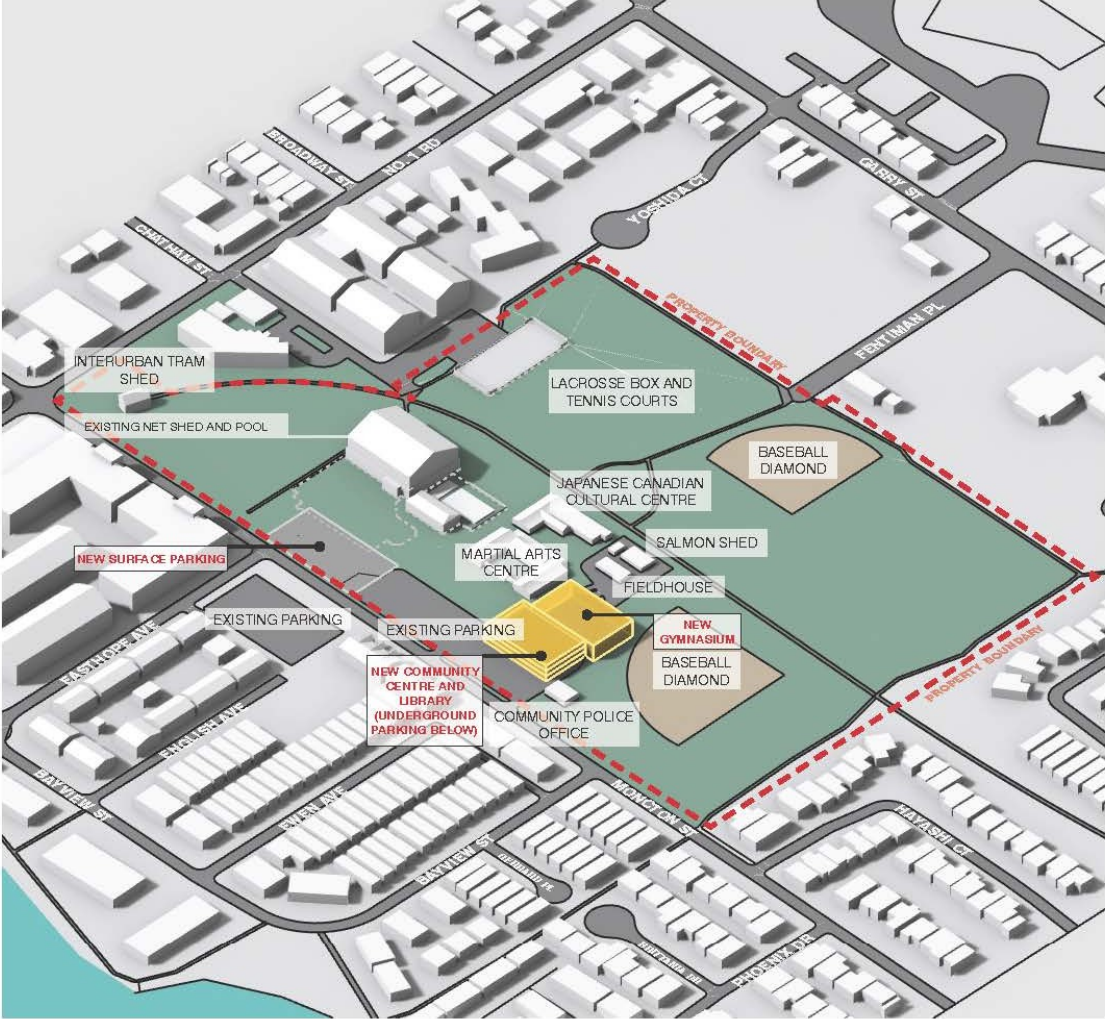 BROADWAY ST
NO. 1 RD
CHATHAM ST
YOSHIDA CT
GARRY ST
FENTIMAN PL
PROPERTY BOUNDARY
INTERURBAN TRAM
SHED
EXISTING NET SHED AND POOL
LACROSSE BOX AND
TENNIS COURTS
BASEBALL
DIAMOND
JAPANESE CANADIAN
CULTURAL CENTRE
SALMON SHED
MARTIAL ARTS
CENTRE
FIELDHOUSE
NEW SURFACE PARKING
EXISTING PARKING
EXISTING PARKING
NEW
GYMNASIUM
BASEBALL
DIAMOND
NEW COMMUNITY
CENTRE AND
LIBRARY
(UNDERGROUND
PARKING BELOW)
COMMUNITY POLICE
OFFICE
PROPERTY BOUNDARY
EASTHOPE AVE
ENGLISH AVE
BAYVIEW ST
EWEN AVE
BAYVIEW ST
GERRARD PL
MONCTON ST
HAYASHI CT
PHOENIX DR
BRITTANIA DR